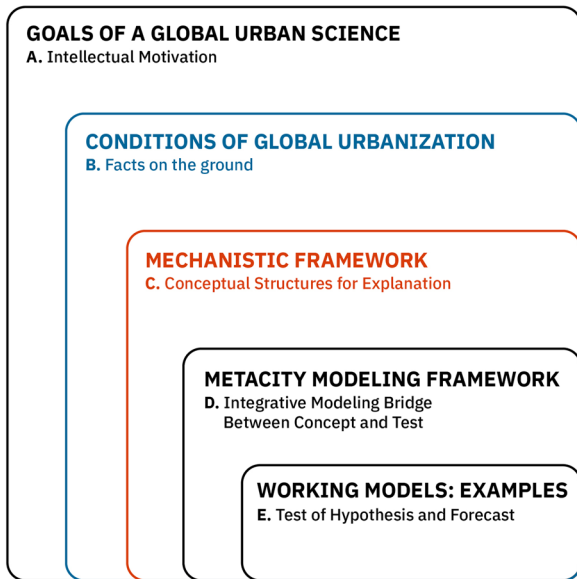 GOALS OF A GLOBAL URBAN SCIENCE
A. Intellectual Motivation
CONDITIONS OF GLOBAL URBANIZATION
B. Facts on the ground
MECHANISTIC FRAMEWORK
C. Conceptual Structures for Explanation
METACITY MODELING FRAMEWORK
D. Integrative Modeling Bridge
Between Concept and Test
WORKING MODELS: EXAMPLES
E. Test of Hypothesis and Forecast